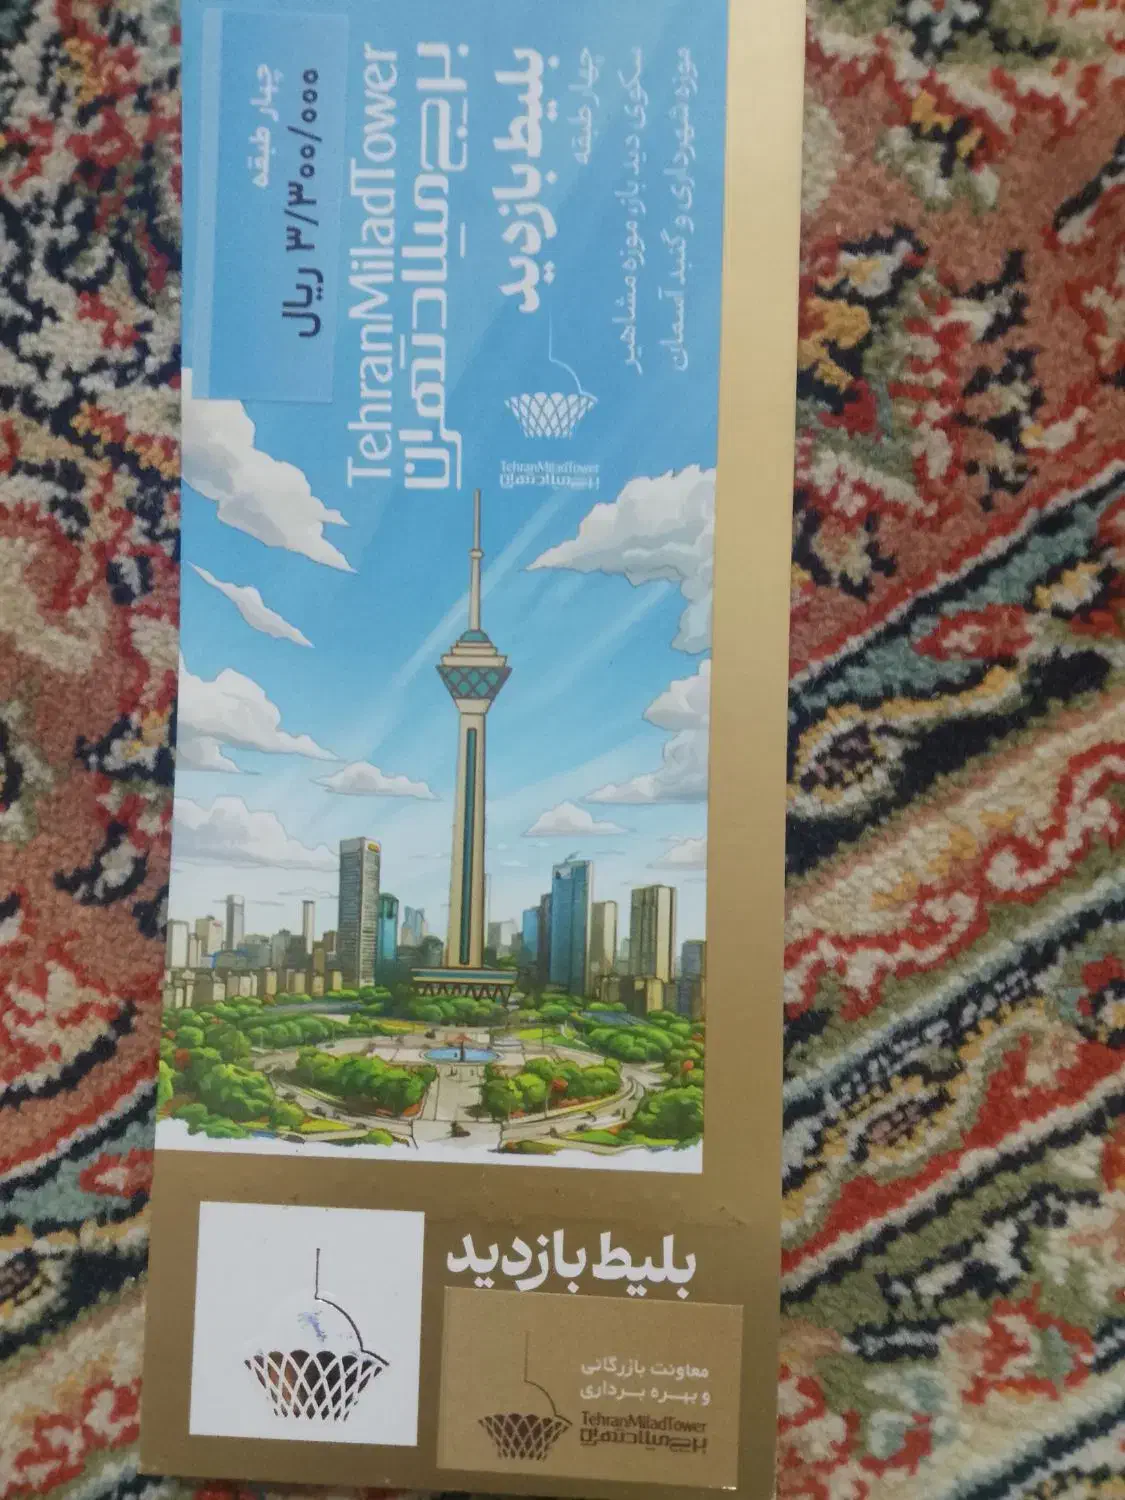 چهار طبقه
۳/۳۰۰/۰۰۰ ریال
TehranMiladTower
برج میلاد تهران
بلیط بازدید
چهار طبقه
سکوی دید باز، موزه مشاهیر
موزه شهرداری و گنبد آسمان
TehranMiladTower
برج میلاد تهران
بلیط بازدید
معاونت بازرگانی
و بهره برداری
TehranMiladTower
برج میلاد تهران